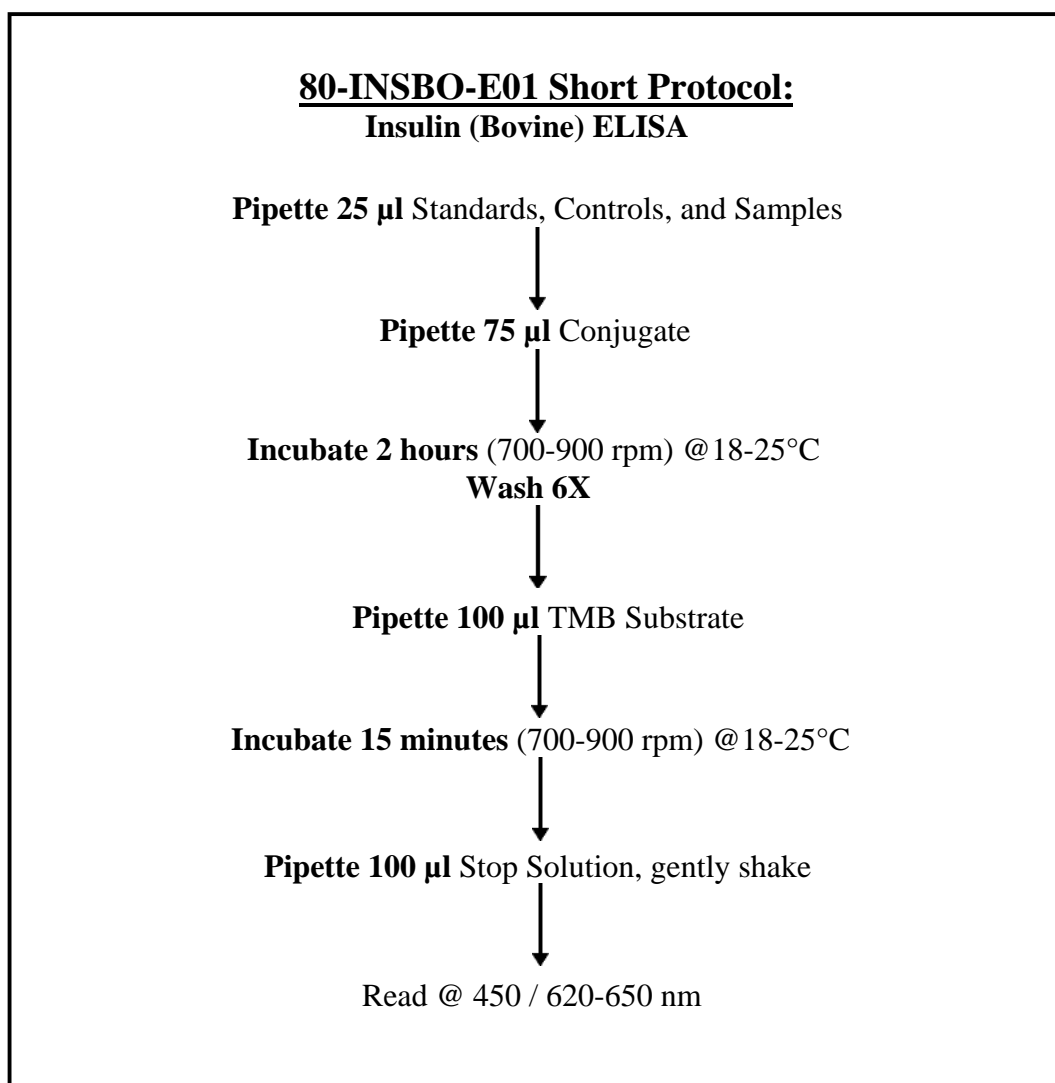 80-INSBO-E01 Short Protocol:
Insulin (Bovine) ELISA
Pipette 25 µl Standards, Controls, and Samples
Pipette 75 µl Conjugate
Incubate 2 hours (700-900 rpm) @18-25°C
Wash 6X
Pipette 100 µl TMB Substrate
Incubate 15 minutes (700-900 rpm) @18-25°C
Pipette 100 µl Stop Solution, gently shake
Read @ 450 / 620-650 nm